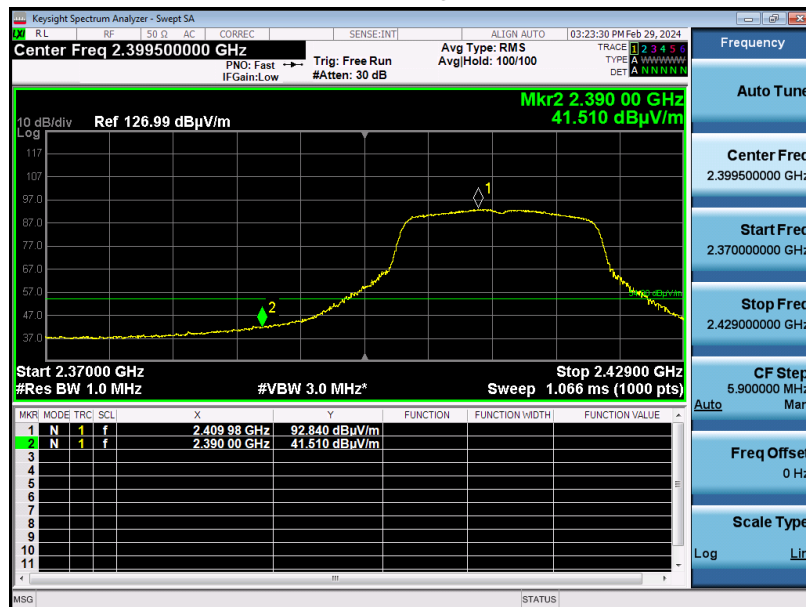 Keysight Spectrum Analyzer - Swept SA
LXI RL RF 50 Ω AC CORREC SENSE:INT ALIGN AUTO 03:23:30 PM Feb 29, 2024
Center Freq 2.399500000 GHz
PNO: Fast
IFGain:Low
Trig: Free Run
#Atten: 30 dB
Avg Type: RMS
Avg|Hold: 100/100
TRACE 1 2 3 4 5 6
TYPE A W W W W W
DET A N N N N N
Mkr2 2.390 00 GHz
41.510 dBµV/m
10 dB/div Ref 126.99 dBµV/m
Log
117
107
97.0
87.0
77.0
67.0
57.0
47.0
37.0
1
2
Start 2.37000 GHz Stop 2.42900 GHz
#Res BW 1.0 MHz #VBW 3.0 MHz* Sweep 1.066 ms (1000 pts)
MKR MODE TRC SCL X Y FUNCTION FUNCTION WIDTH FUNCTION VALUE
1 N 1 f 2.409 98 GHz 92.840 dBµV/m
2 N 1 f 2.390 00 GHz 41.510 dBµV/m
3
4
5
6
7
8
9
10
11
MSG STATUS
Frequency
Auto Tune
Center Freq
2.399500000 GHz
Start Freq
2.370000000 GHz
Stop Freq
2.429000000 GHz
CF Step
5.900000 MHz
Auto Man
Freq Offset
0 Hz
Scale Type
Log Lin